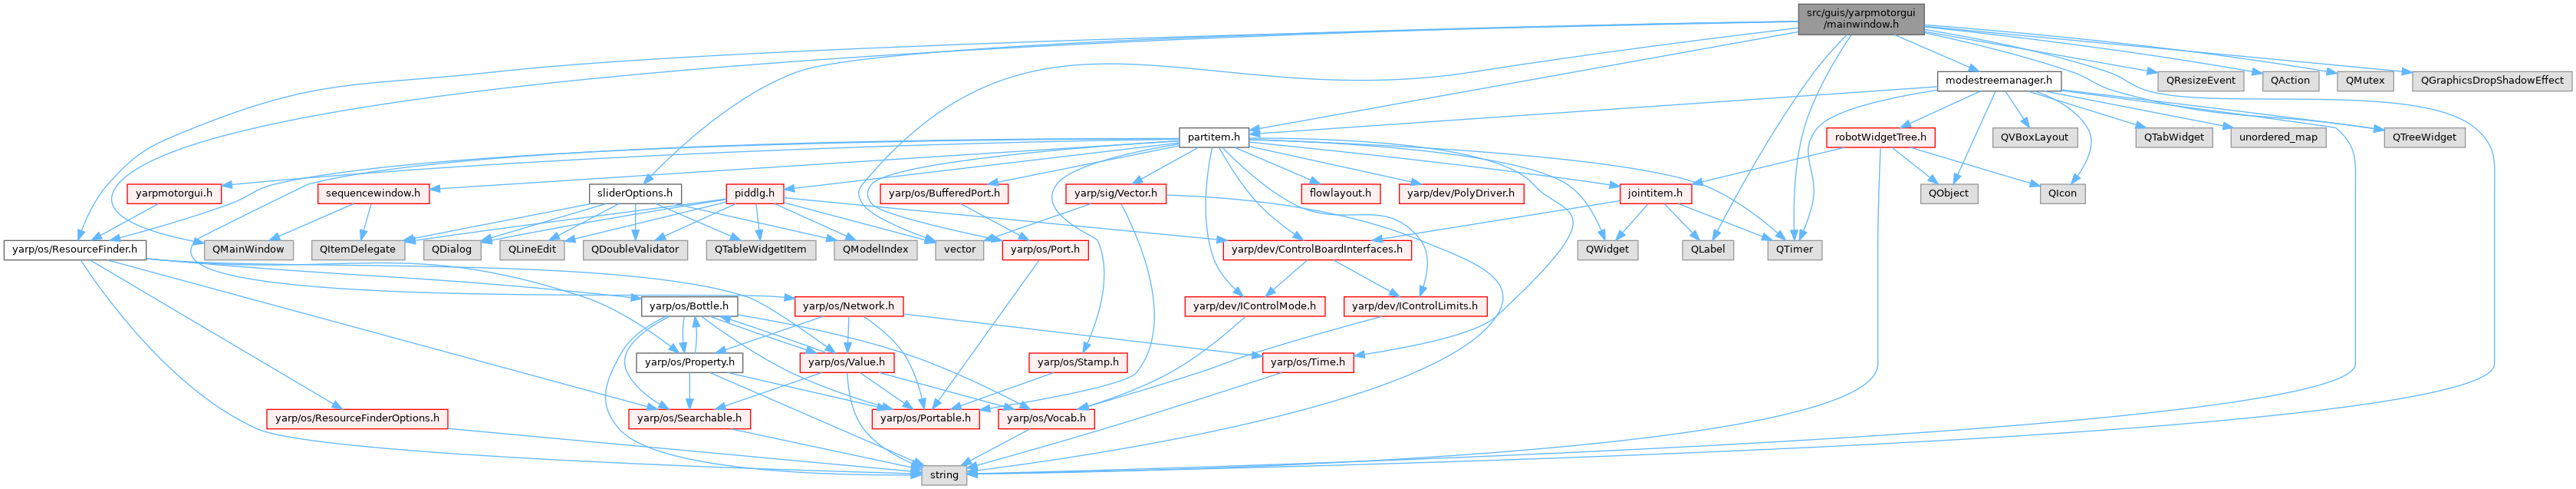 src/guis/yarpmotorgui
/mainwindow.h
modestreemanager.h
QResizeEvent
QAction
QMutex
QGraphicsDropShadowEffect
partitem.h
robotWidgetTree.h
QVBoxLayout
QTabWidget
unordered_map
QTreeWidget
yarpmotorgui.h
sequencewindow.h
sliderOptions.h
piddlg.h
yarp/os/BufferedPort.h
yarp/sig/Vector.h
flowlayout.h
yarp/dev/PolyDriver.h
jointitem.h
QObject
QIcon
yarp/os/ResourceFinder.h
QMainWindow
QItemDelegate
QDialog
QLineEdit
QDoubleValidator
QTableWidgetItem
QModelIndex
vector
yarp/os/Port.h
yarp/dev/ControlBoardInterfaces.h
QWidget
QLabel
QTimer
yarp/os/Bottle.h
yarp/os/Network.h
yarp/dev/IControlMode.h
yarp/dev/IControlLimits.h
yarp/os/Property.h
yarp/os/Value.h
yarp/os/Stamp.h
yarp/os/Time.h
yarp/os/ResourceFinderOptions.h
yarp/os/Searchable.h
yarp/os/Portable.h
yarp/os/Vocab.h
string